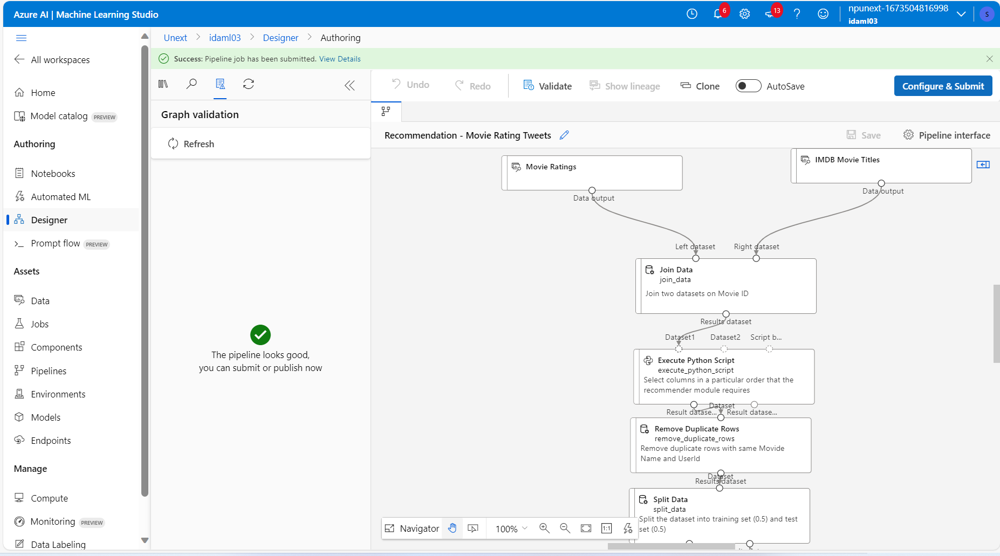 Azure AI | Machine Learning Studio
6
13
?
npunext-1673504816998
idaml03
S
All workspaces
Home
Model catalog PREVIEW
Authoring
Notebooks
Automated ML
Designer
Prompt flow PREVIEW
Assets
Data
Jobs
Components
Pipelines
Environments
Models
Endpoints
Manage
Compute
Monitoring PREVIEW
Data Labeling
Unext > idaml03 > Designer > Authoring
Success: Pipeline job has been submitted. View Details
Graph validation
Refresh
The pipeline looks good,
you can submit or publish now
Undo
Redo
Validate
Show lineage
Clone
AutoSave
Configure & Submit
Recommendation - Movie Rating Tweets
Save
Pipeline interface
Movie Ratings
Data output
IMDB Movie Titles
Data output
Left dataset
Right dataset
Join Data
join_data
Join two datasets on Movie ID
Results dataset
Dataset1
Dataset2
Script b...
Execute Python Script
execute_python_script
Select columns in a particular order that the
recommender module requires
Dataset
Result datase...
Result datase...
Remove Duplicate Rows
remove_duplicate_rows
Remove duplicate rows with same Movide
Name and UserId
Dataset
Results dataset
Split Data
split_data
Split the dataset into training set (0.5) and test
set (0.5)
Navigator
100%
1:1